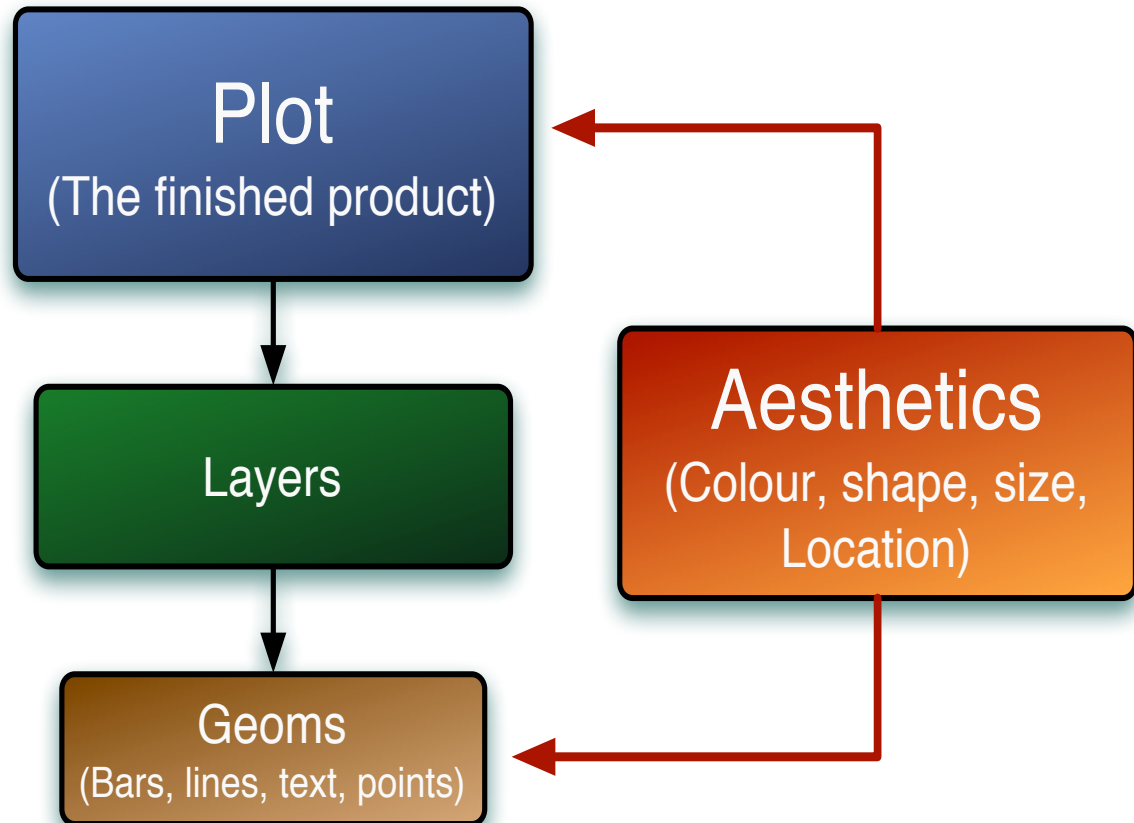 Plot
(The finished product)
Layers
Geoms
(Bars, lines, text, points)
Aesthetics
(Colour, shape, size,
Location)